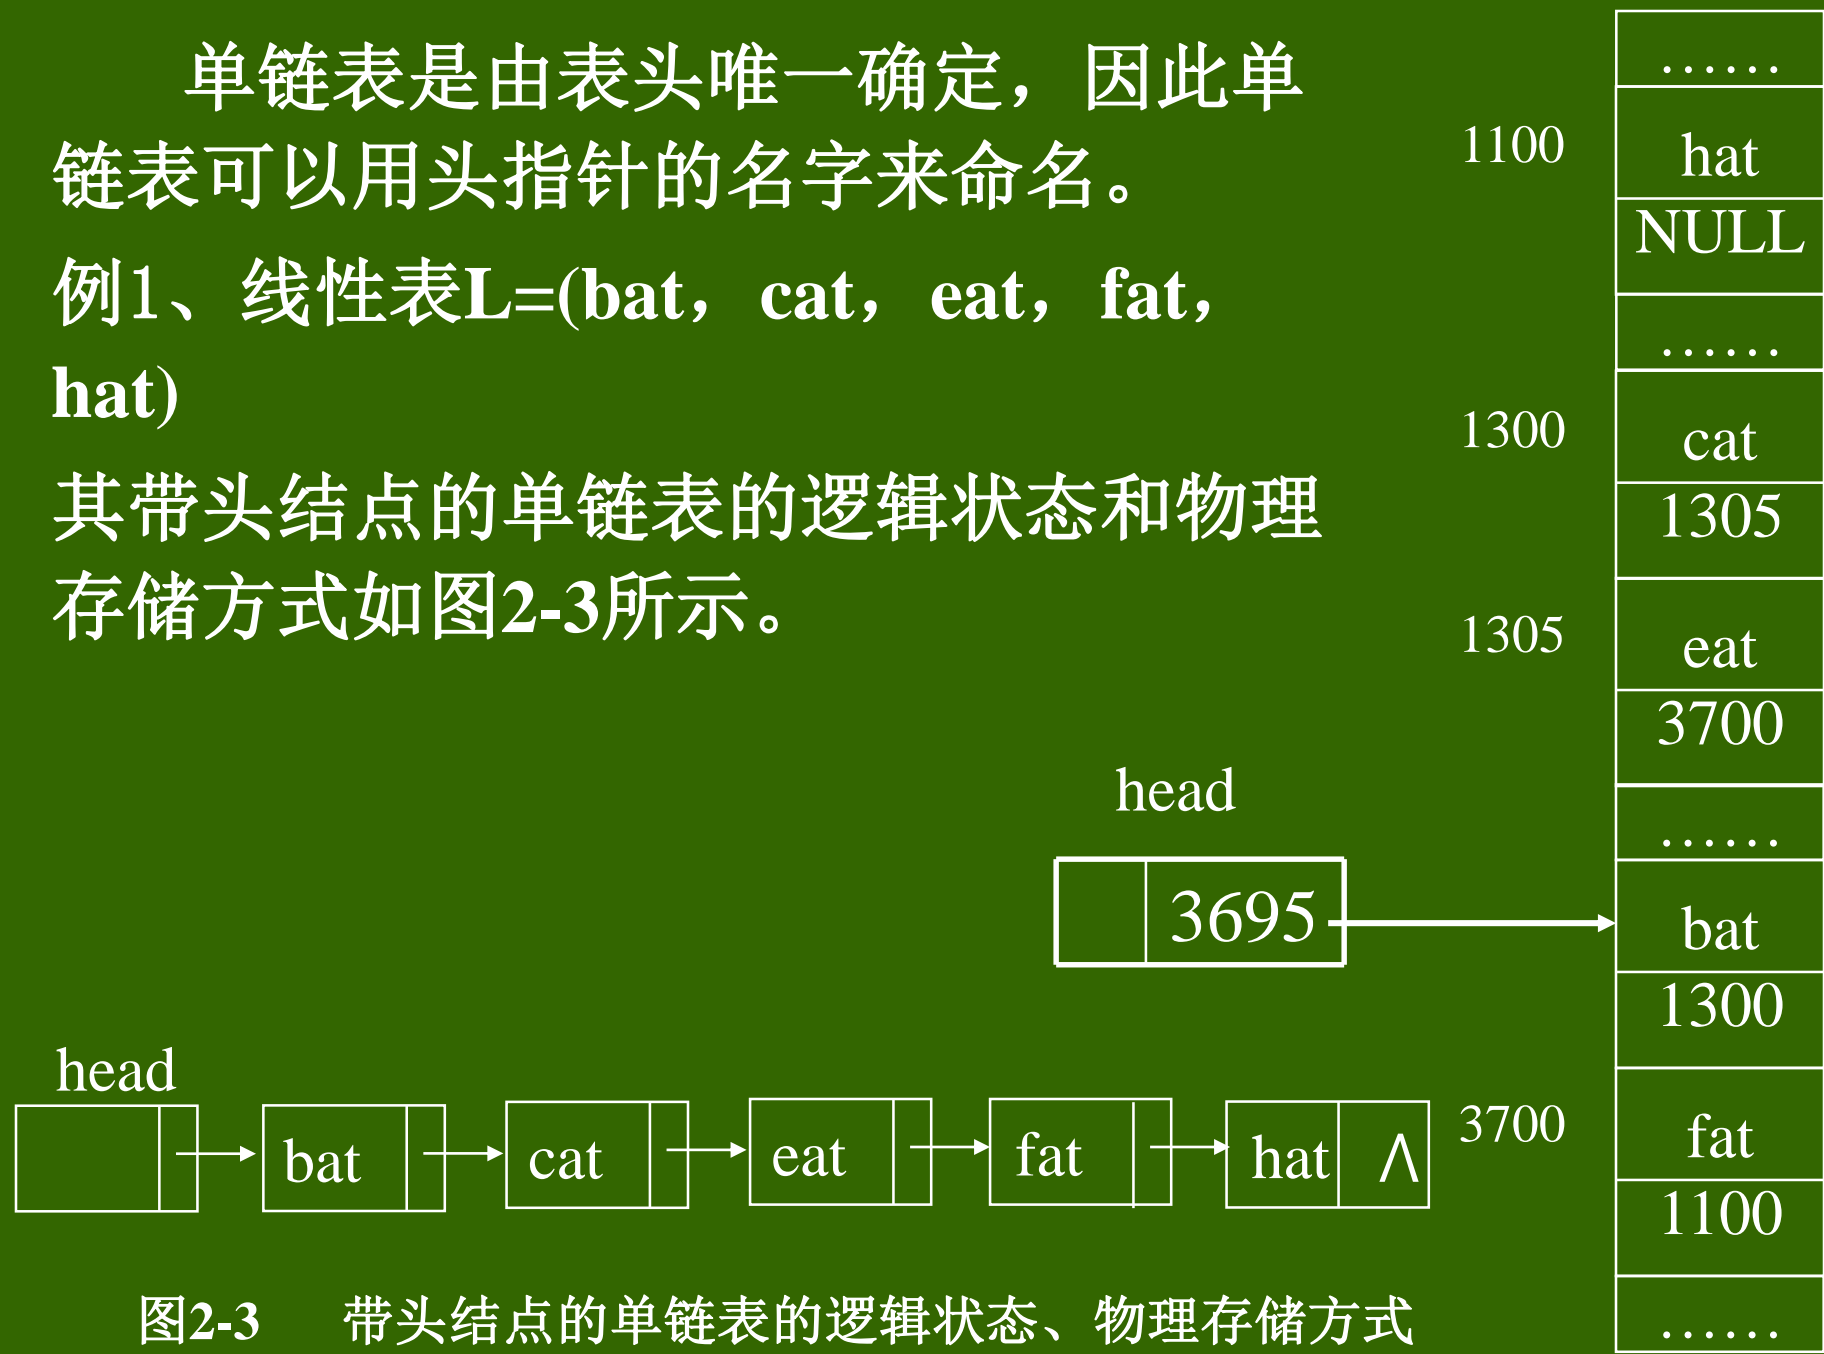 单链表是由表头唯一确定，因此单
链表可以用头指针的名字来命名。
例1、线性表L=(bat，cat，eat，fat，
hat)
其带头结点的单链表的逻辑状态和物理
存储方式如图2-3所示。
head
3695
head
bat
cat
eat
fat
hat ∧
图2-3 带头结点的单链表的逻辑状态、物理存储方式
……
1100 hat
NULL
……
1300 cat
1305
1305 eat
3700
……
bat
1300
3700 fat
1100
……